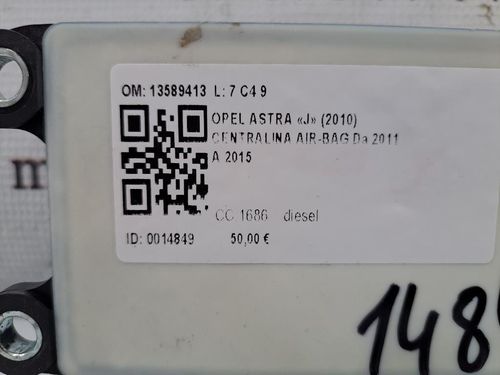 OM: 13589413 L: 7 C4 9
OPEL ASTRA «J» (2010)
CENTRALINA AIR-BAG Da 2011
A 2015
CC 1686 diesel
ID: 0014849 50,00 €
148